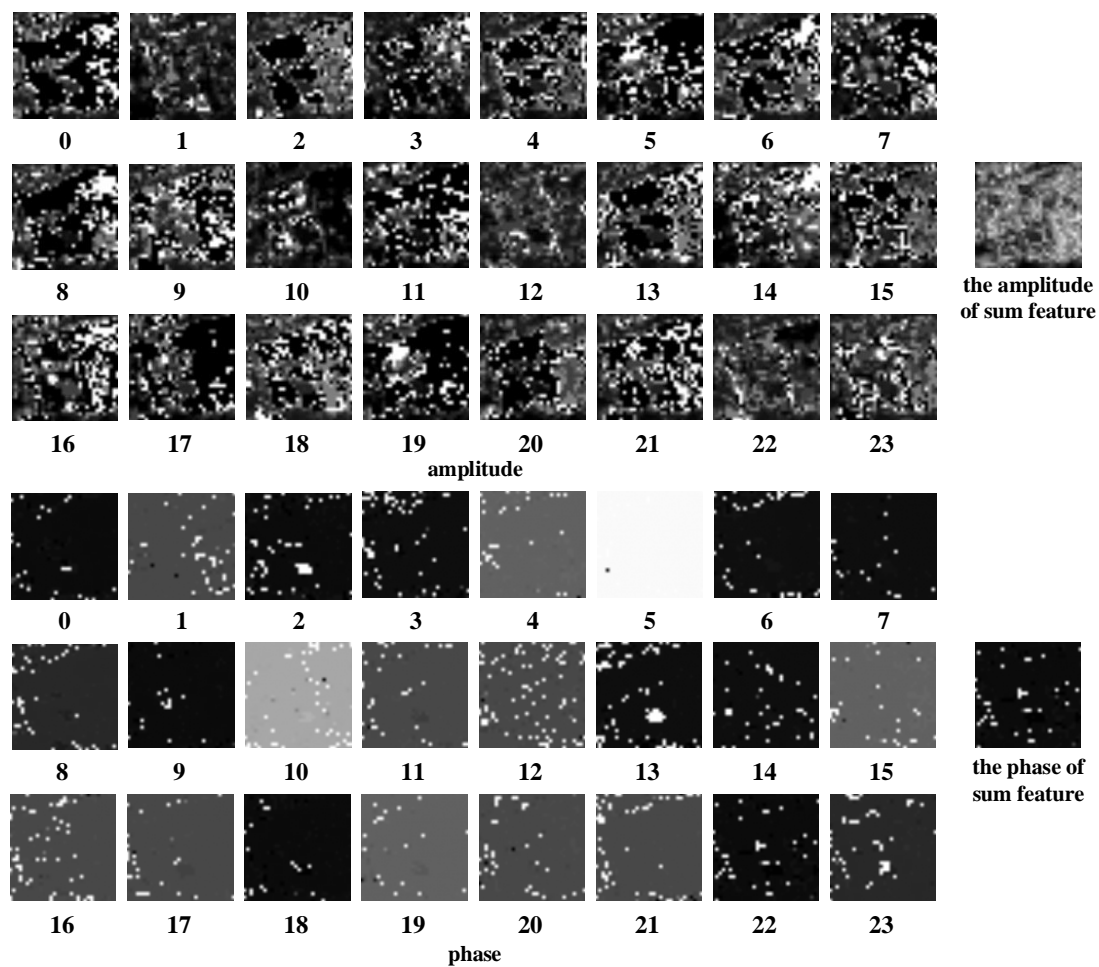 0 1 2 3 4 5 6 7
8 9 10 11 12 13 14 15
the amplitude
of sum feature
16 17 18 19 20 21 22 23
amplitude
0 1 2 3 4 5 6 7
8 9 10 11 12 13 14 15
the phase of
sum feature
16 17 18 19 20 21 22 23
phase